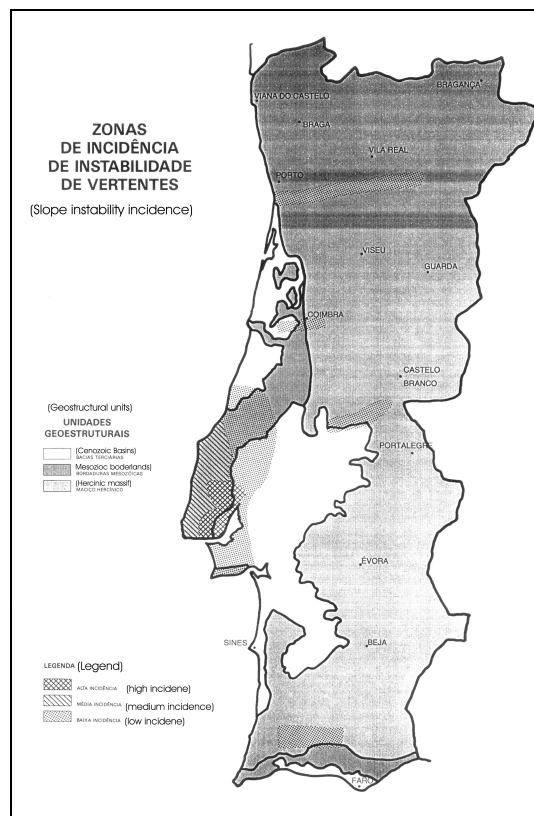 ZONAS
DE INCIDÊNCIA
DE INSTABILIDADE
DE VERTENTES
(Slope instability incidence)
VIANA DO CASTELO
BRAGANÇA
BRAGA
VILA REAL
PORTO
VISEU
GUARDA
COIMBRA
CASTELO
BRANCO
PORTALEGRE
ÉVORA
SINES
BEJA
FARO
(Geostructural units)
UNIDADES
GEOESTRUTURAIS
(Cenozoic Basins)
BACIAS TERCIÁRIAS
Mesozioc boderlands)
BORDADURAS MESOZÓICAS
(Hercinic massif)
MACIÇO HERCÍNICO
LEGENDA (Legend)
ALTA INCIDÊNCIA (high incidene)
MÉDIA INCIDÊNCIA (medium incidence)
BAIXA INCIDÊNCIA (low incidene)